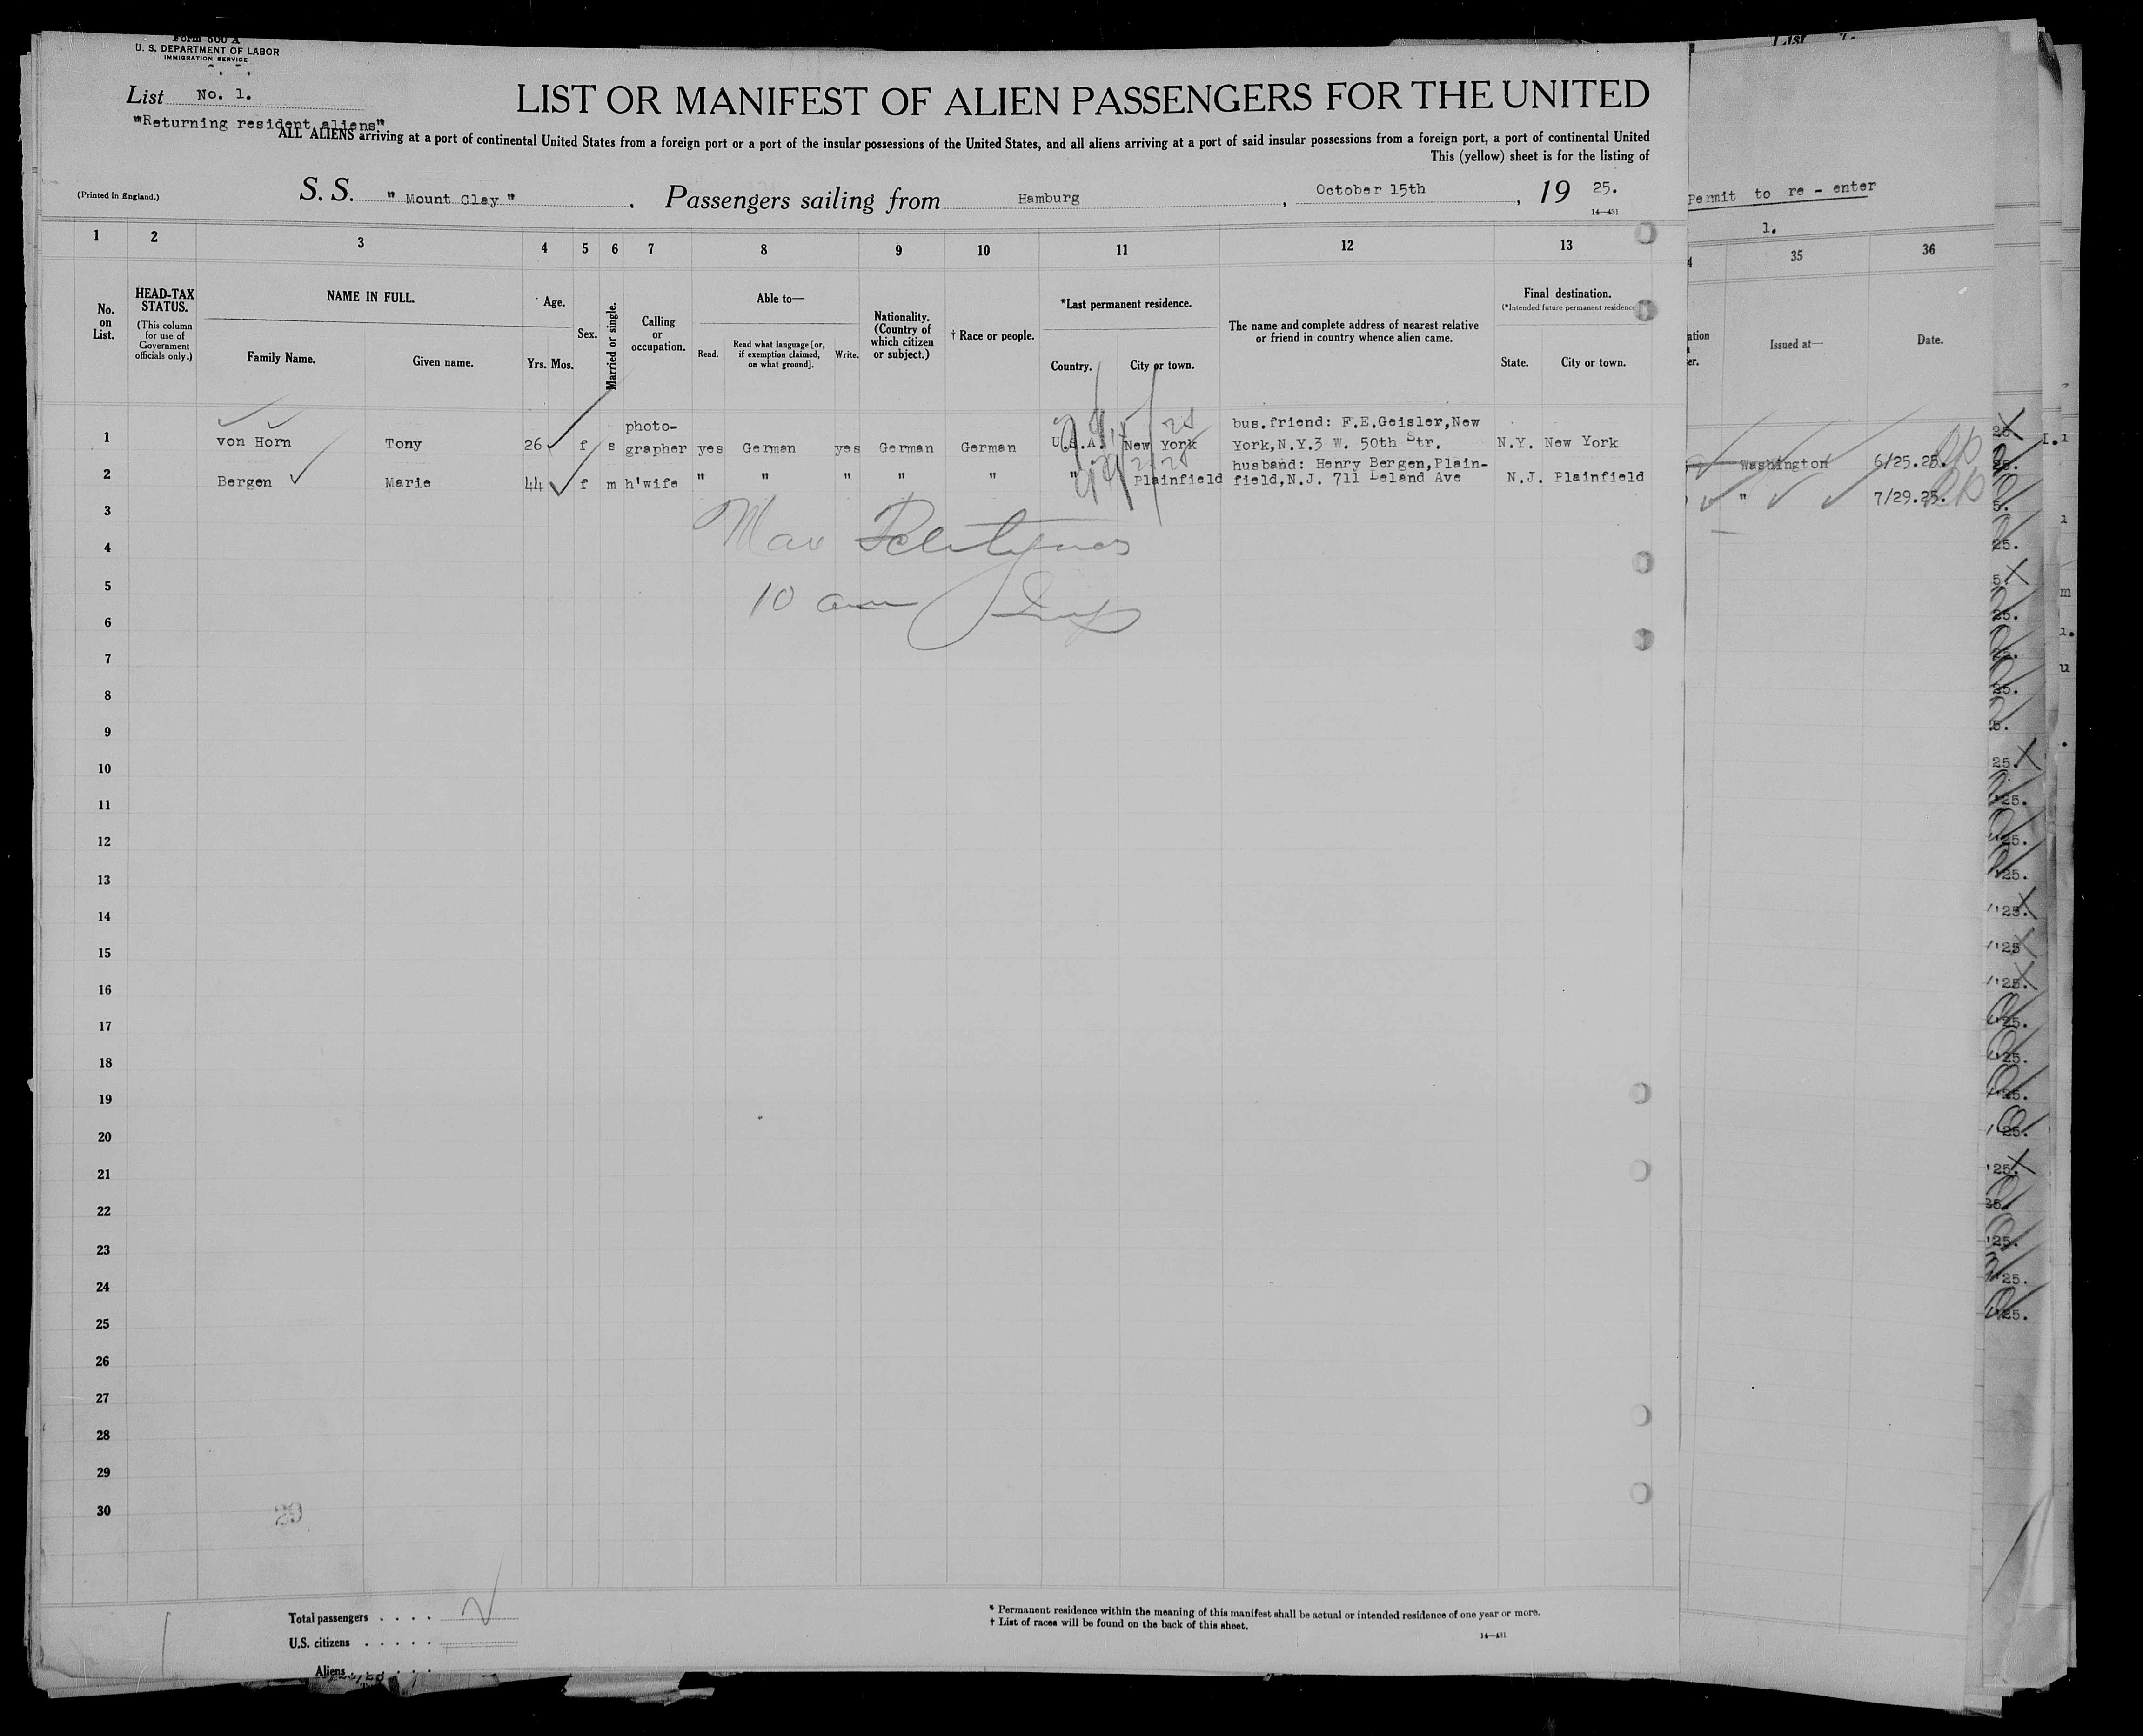 Form 500 A
U. S. DEPARTMENT OF LABOR
IMMIGRATION SERVICE
List No. 1.
"Returning resident aliens"
LIST OR MANIFEST OF ALIEN PASSENGERS FOR THE UNITED
ALL ALIENS arriving at a port of continental United States from a foreign port or a port of the insular possessions of the United States, and all aliens arriving at a port of said insular possessions from a foreign port, a port of continental United
This (yellow) sheet is for the listing of
(Printed in England.)
S. S. " Mount Clay " . Passengers sailing from Hamburg , October 15th , 19 25.
14—431
Permit to re - enter
1.
1 2 3 4 5 6 7 8 9 10 11 12 13
35 36
No. on List.
HEAD-TAX STATUS.
(This column for use of Government officials only.)
NAME IN FULL.
Family Name. Given name.
Age.
Yrs. Mos.
Sex.
Married or single.
Calling or occupation.
Able to—
Read. Read what language [or, if exemption claimed, on what ground]. Write.
Nationality. (Country of which citizen or subject.)
† Race or people.
*Last permanent residence.
Country. City or town.
The name and complete address of nearest relative or friend in country whence alien came.
Final destination.
(*Intended future permanent residence
State. City or town.
Issued at— Date.
1 von Horn Tony 26 f s photo-
grapher yes German yes German German U.S.A. New York bus.friend: F.E.Geisler,New
York,N.Y.3 W. 50th Str. N.Y. New York
Washington 6/25.25.
2 Bergen Marie 44 f m h'wife " " " " " " Plainfield husband: Henry Bergen,Plain-
field,N.J. 711 Leland Ave N.J. Plainfield
" 7/29.25.
3
4
5
10 am
6
7
8
9
10
11
12
13
14
15
16
17
18
19
20
21
22
23
24
25
26
27
28
29
30
Total passengers . . . .
U.S. citizens . . . . .
Aliens . . . . .
* Permanent residence within the meaning of this manifest shall be actual or intended residence of one year or more.
† List of races will be found on the back of this sheet.
14—431